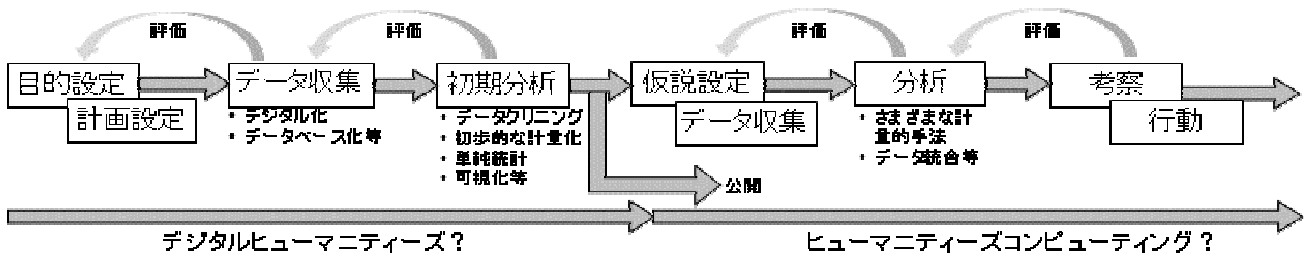 評価
評価
評価
評価
目的設定
計画設定
データ収集
・ デジタル化
・ データベース化等
初期分析
・ データクリニング
・ 初歩的な計量化
・ 単純統計
・ 可視化等
公開
仮説設定
データ収集
分析
・ さまざまな計
量的手法
・ データ統合等
考察
行動
デジタルヒューマニティーズ？
ヒューマニティーズコンピューティング？